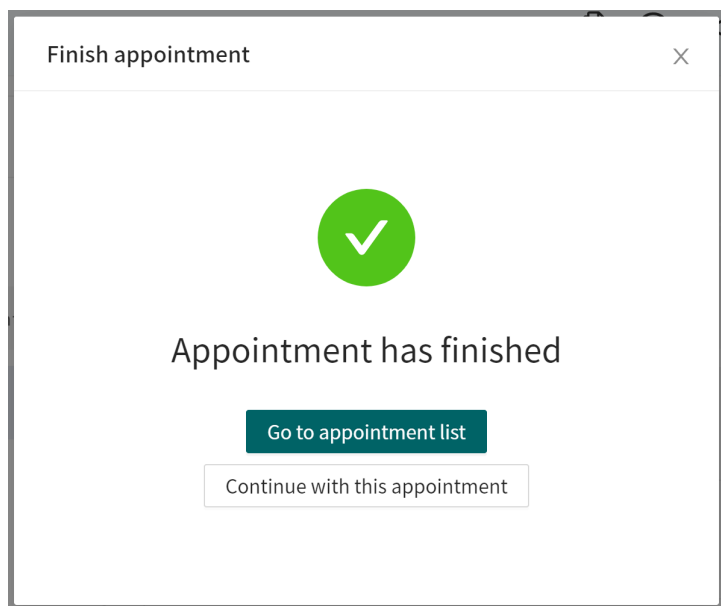 Finish appointment
Appointment has finished
Go to appointment list
Continue with this appointment